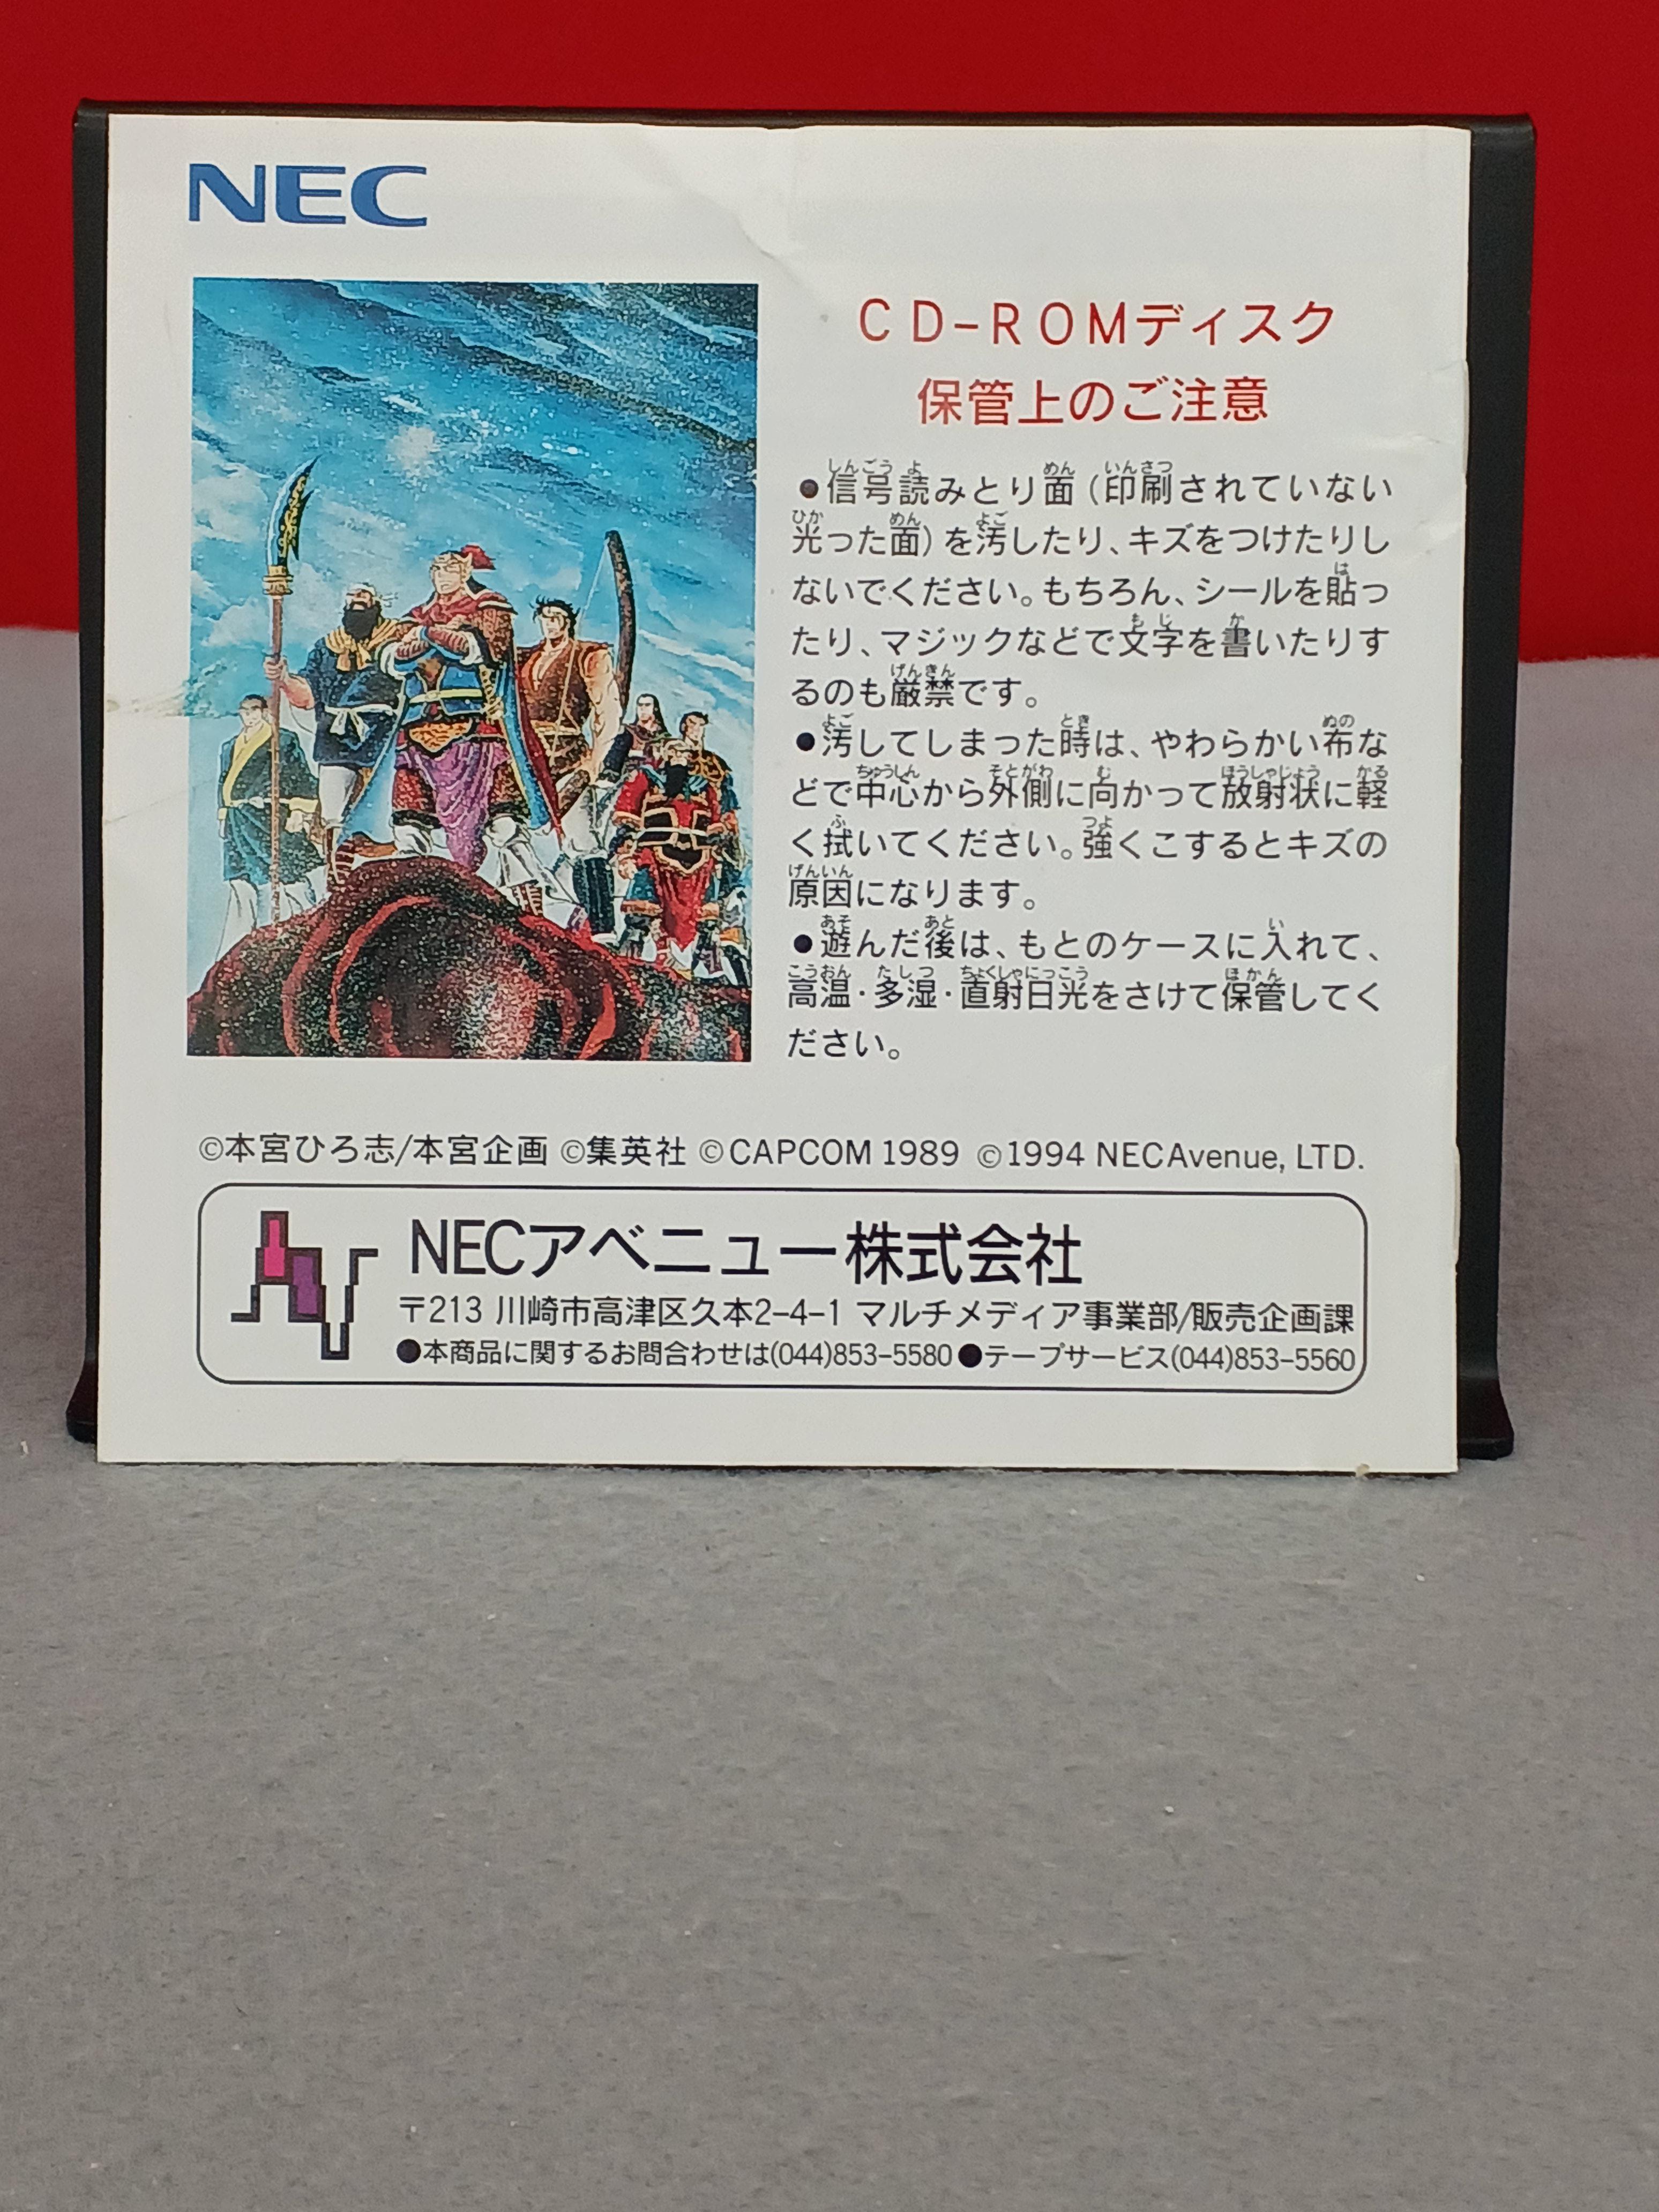 NEC
CD-ROMディスク
保管上のご注意
●信号読みとり面(印刷されていない
光った面)を汚したり、キズをつけたりし
ないでください。もちろん、シールを貼っ
たり、マジックなどで文字を書いたりす
るのも厳禁です。
●汚してしまった時は、やわらかい布な
どで中心から外側に向かって放射状に軽
く拭いてください。強くこするとキズの
原因になります。
●遊んだ後は、もとのケースに入れて、
高温・多湿・直射日光をさけて保管してく
ださい。
©本宮ひろ志/本宮企画 ©集英社 ©CAPCOM 1989 ©1994 NECAvenue, LTD.
NECアベニュー株式会社
〒213 川崎市高津区久本2-4-1 マルチメディア事業部/販売企画課
●本商品に関するお問合わせは(044)853-5580 ●テープサービス(044)853-5560